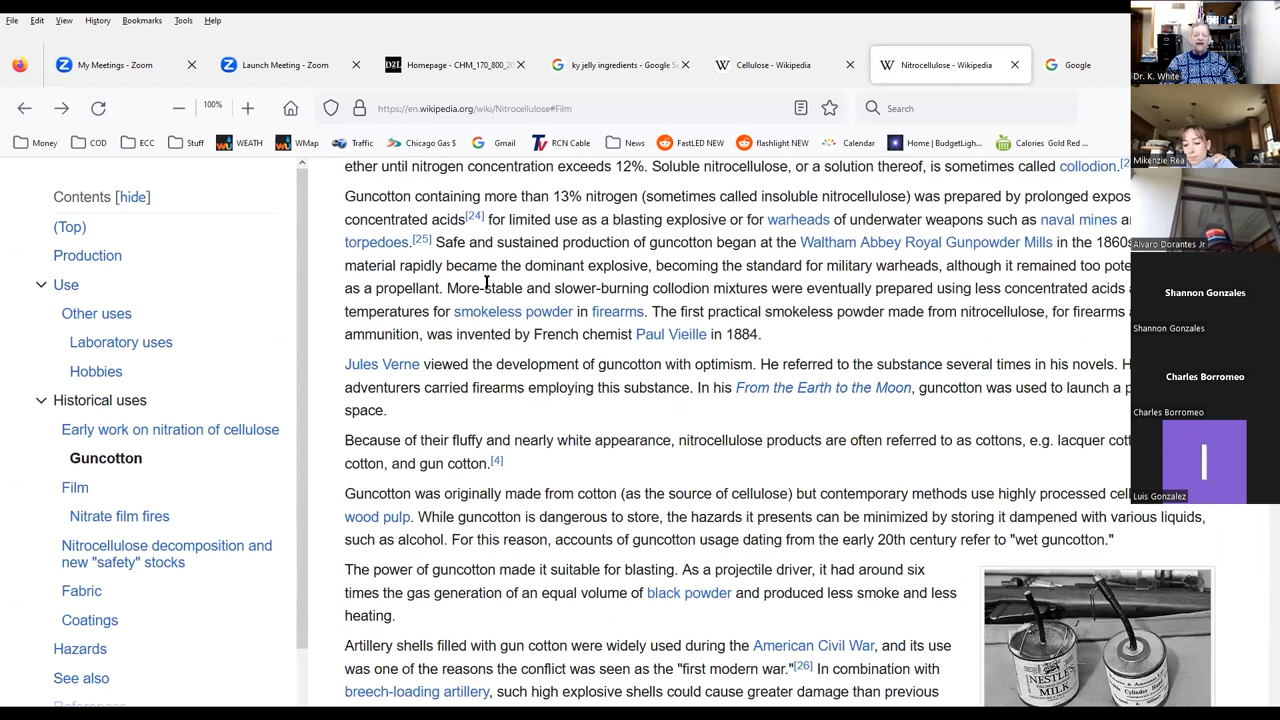 File Edit View History Bookmarks Tools Help
My Meetings - Zoom
Launch Meeting - Zoom
D2L Homepage - CHM_170_800_20
ky jelly ingredients - Google S
Cellulose - Wikipedia
Nitrocellulose - Wikipedia
Google
100%
https://en.wikipedia.org/wiki/Nitrocellulose#Film
Search
Money COD ECC Stuff WEATH WMap Traffic Chicago Gas $ Gmail RCN Cable News FastLED NEW flashlight NEW Calendar Home | BudgetLigh... Calories Gold R
Contents [hide]
(Top)
Production
Use
Other uses
Laboratory uses
Hobbies
Historical uses
Early work on nitration of cellulose
Guncotton
Film
Nitrate film fires
Nitrocellulose decomposition and
new "safety" stocks
Fabric
Coatings
Hazards
See also
References
ether until nitrogen concentration exceeds 12%. Soluble nitrocellulose, or a solution thereof, is sometimes called collodion.[2
Guncotton containing more than 13% nitrogen (sometimes called insoluble nitrocellulose) was prepared by prolonged expos
concentrated acids[24] for limited use as a blasting explosive or for warheads of underwater weapons such as naval mines a
torpedoes.[25] Safe and sustained production of guncotton began at the Waltham Abbey Royal Gunpowder Mills in the 1860s
material rapidly became the dominant explosive, becoming the standard for military warheads, although it remained too pote
as a propellant. More-stable and slower-burning collodion mixtures were eventually prepared using less concentrated acids
temperatures for smokeless powder in firearms. The first practical smokeless powder made from nitrocellulose, for firearms
ammunition, was invented by French chemist Paul Vieille in 1884.
Jules Verne viewed the development of guncotton with optimism. He referred to the substance several times in his novels. H
adventurers carried firearms employing this substance. In his From the Earth to the Moon, guncotton was used to launch a p
space.
Because of their fluffy and nearly white appearance, nitrocellulose products are often referred to as cottons, e.g. lacquer cott
cotton, and gun cotton.[4]
Guncotton was originally made from cotton (as the source of cellulose) but contemporary methods use highly processed cel
wood pulp. While guncotton is dangerous to store, the hazards it presents can be minimized by storing it dampened with various liquids,
such as alcohol. For this reason, accounts of guncotton usage dating from the early 20th century refer to "wet guncotton."
The power of guncotton made it suitable for blasting. As a projectile driver, it had around six
times the gas generation of an equal volume of black powder and produced less smoke and less
heating.
Artillery shells filled with gun cotton were widely used during the American Civil War, and its use
was one of the reasons the conflict was seen as the "first modern war."[26] In combination with
breech-loading artillery, such high explosive shells could cause greater damage than previous
NESTLE
MILK
Cylinder
Dr. K. White
Mikenzie Rea
Alvaro Dorantes Jr
Shannon Gonzales
Shannon Gonzales
Charles Borromeo
Charles Borromeo
I
Luis Gonzalez